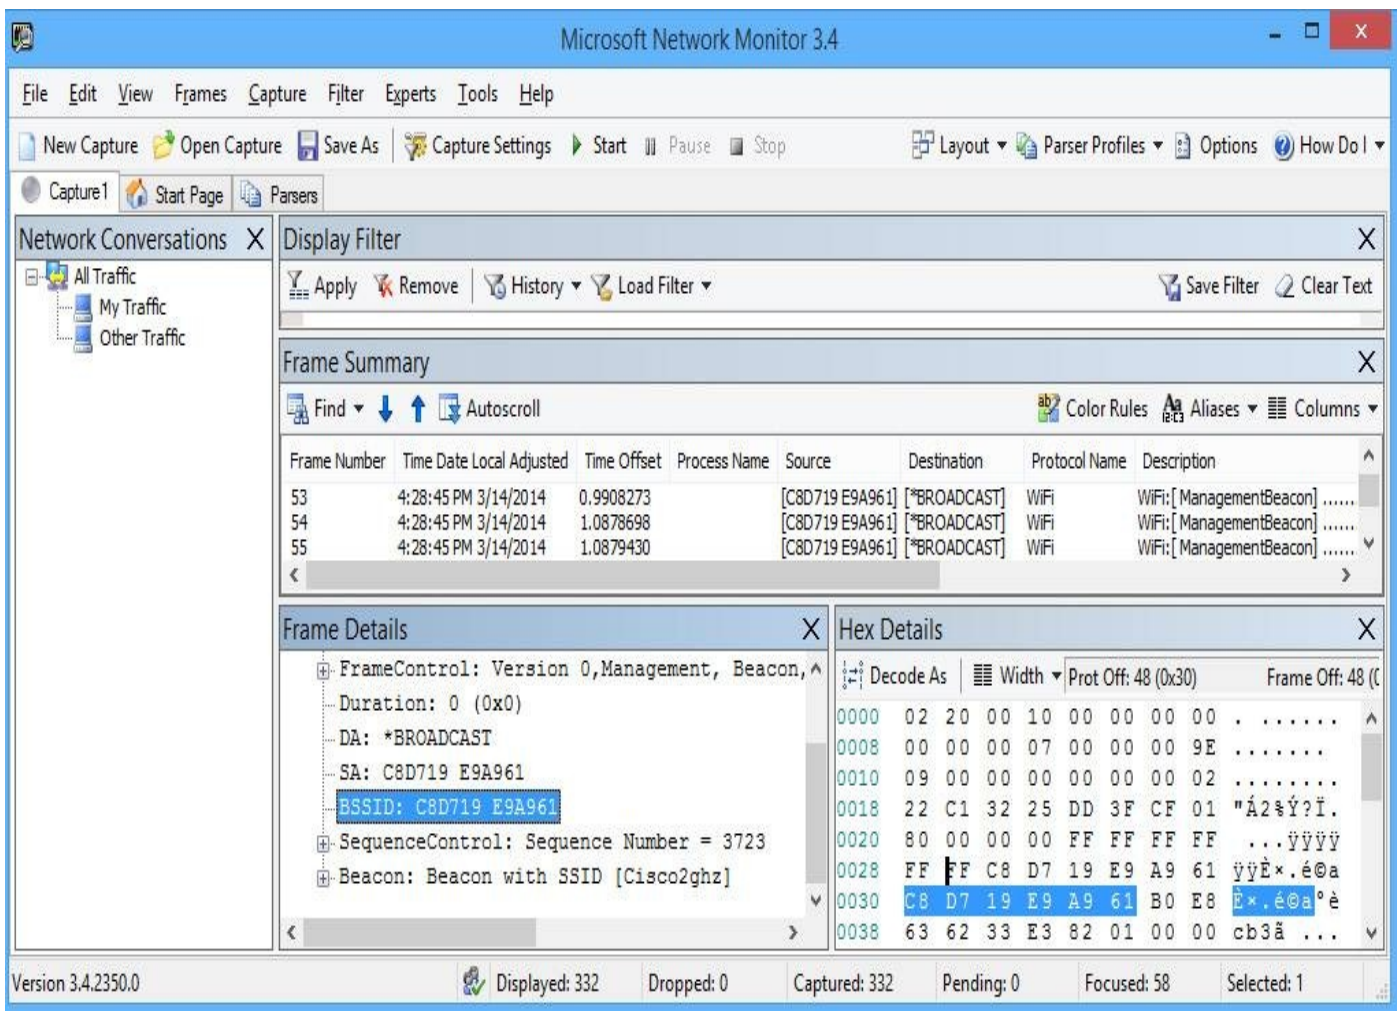 Microsoft Network Monitor 3.4
File Edit View Frames Capture Filter Experts Tools Help
New Capture Open Capture Save As Capture Settings Start Pause Stop Layout Parser Profiles Options How Do I
Capture1 Start Page Parsers
Network Conversations X
All Traffic
My Traffic
Other Traffic
Display Filter X
Apply Remove History Load Filter Save Filter Clear Text
Frame Summary X
Find Autoscroll Color Rules Aliases Columns
Frame Number Time Date Local Adjusted Time Offset Process Name Source Destination Protocol Name Description
53 4:28:45 PM 3/14/2014 0.9908273 [C8D719 E9A961] [*BROADCAST] WiFi WiFi:[ ManagementBeacon] .......
54 4:28:45 PM 3/14/2014 1.0878698 [C8D719 E9A961] [*BROADCAST] WiFi WiFi:[ ManagementBeacon] .......
55 4:28:45 PM 3/14/2014 1.0879430 [C8D719 E9A961] [*BROADCAST] WiFi WiFi:[ ManagementBeacon] .......
Frame Details X
FrameControl: Version 0,Management, Beacon,
Duration: 0 (0x0)
DA: *BROADCAST
SA: C8D719 E9A961
BSSID: C8D719 E9A961
SequenceControl: Sequence Number = 3723
Beacon: Beacon with SSID [Cisco2ghz]
Hex Details X
Decode As Width Prot Off: 48 (0x30) Frame Off: 48 (0
0000 02 20 00 10 00 00 00 00 . ......
0008 00 00 00 07 00 00 00 9E .......
0010 09 00 00 00 00 00 00 02 ........
0018 22 C1 32 25 DD 3F CF 01 "Á2%Ý?Ï.
0020 80 00 00 00 FF FF FF FF ...ÿÿÿÿ
0028 FF FF C8 D7 19 E9 A9 61 ÿÿÈ×.é©a
0030 C8 D7 19 E9 A9 61 B0 E8 È×.é©a°è
0038 63 62 33 E3 82 01 00 00 cb3ã ...
Version 3.4.2350.0 Displayed: 332 Dropped: 0 Captured: 332 Pending: 0 Focused: 58 Selected: 1